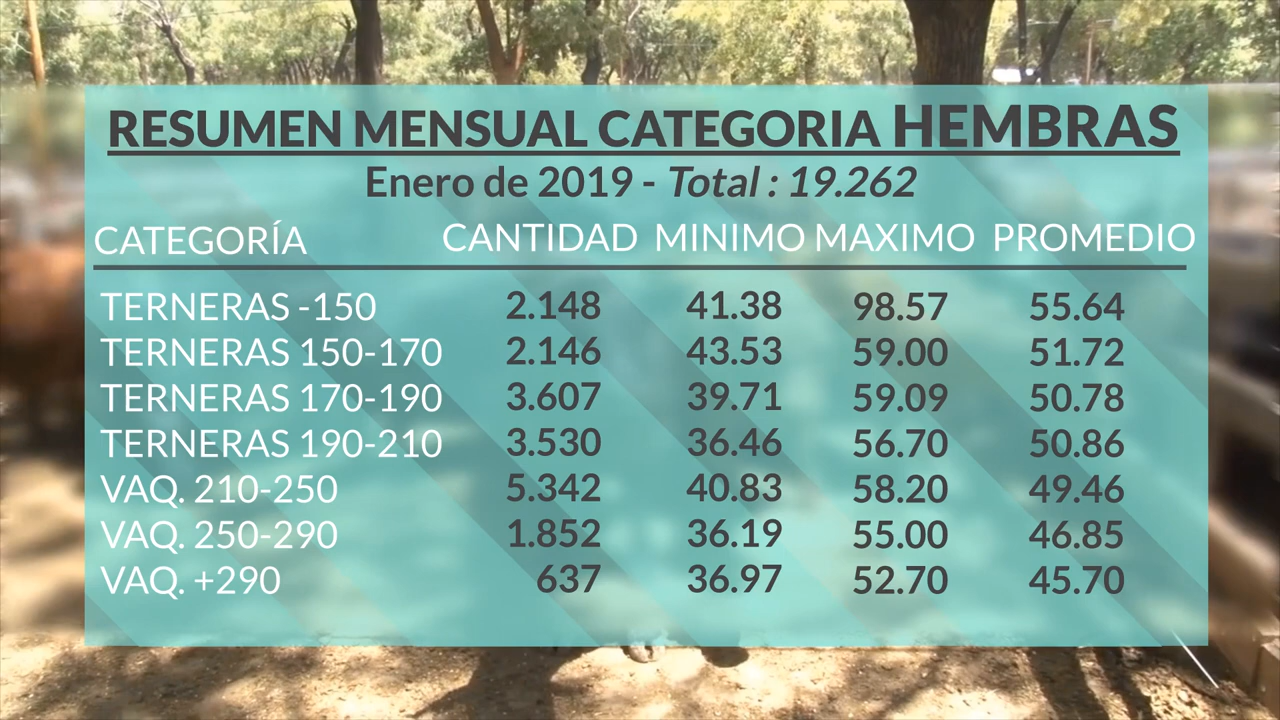 RESUMEN MENSUAL CATEGORIA HEMBRAS
Enero de 2019 - Total : 19.262
CATEGORÍA CANTIDAD MINIMO MAXIMO PROMEDIO
TERNERAS -150 2.148 41.38 98.57 55.64
TERNERAS 150-170 2.146 43.53 59.00 51.72
TERNERAS 170-190 3.607 39.71 59.09 50.78
TERNERAS 190-210 3.530 36.46 56.70 50.86
VAQ. 210-250 5.342 40.83 58.20 49.46
VAQ. 250-290 1.852 36.19 55.00 46.85
VAQ. +290 637 36.97 52.70 45.70